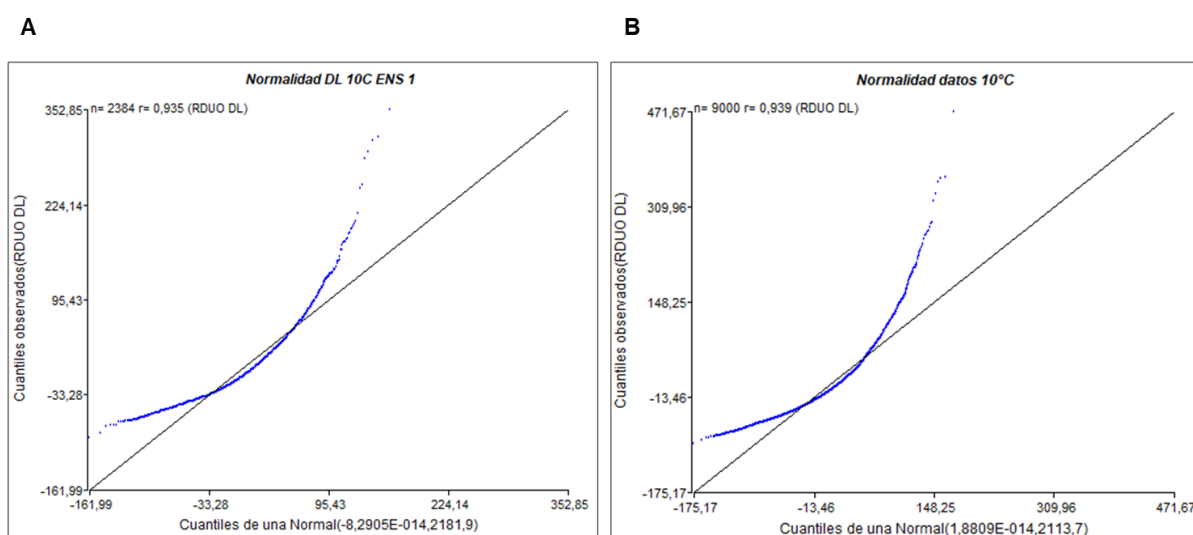 A
Normalidad DL 10C ENS 1
352,85
n= 2384 r= 0,935 (RDUO DL)
224,14
95,43
-33,28
-161,99
Cuantiles observados(RDUO DL)
-161,99
-33,28
95,43
224,14
352,85
Cuantiles de una Normal(-8,2905E-014,2181,9)
B
Normalidad datos 10°C
471,67
n= 9000 r= 0,939 (RDUO DL)
309,96
148,25
-13,46
-175,17
Cuantiles observados(RDUO DL)
-175,17
-13,46
148,25
309,96
471,67
Cuantiles de una Normal(1,8809E-014,2113,7)